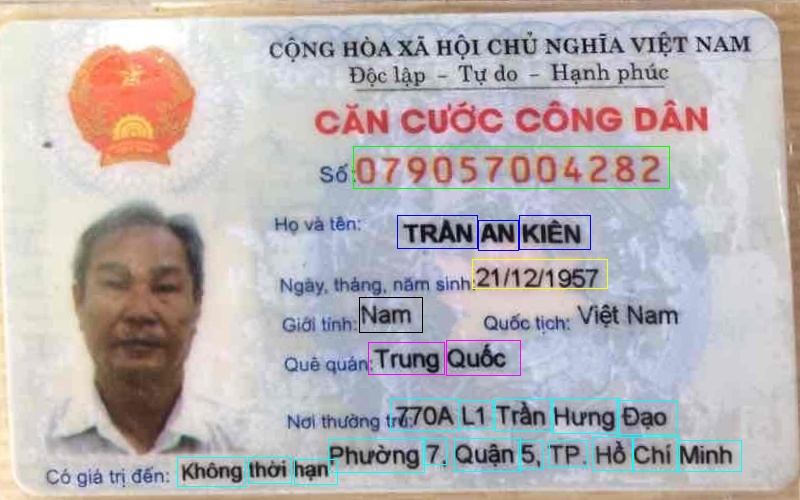 CỘNG HÒA XÃ HỘI CHỦ NGHĨA VIỆT NAM
Độc lập - Tự do - Hạnh phúc
CĂN CƯỚC CÔNG DÂN
Số: 079057004282
Họ và tên: TRẦN AN KIÊN
Ngày, tháng, năm sinh: 21/12/1957
Giới tính: Nam Quốc tịch: Việt Nam
Quê quán: Trung Quốc
Nơi thường trú: 770A L1 Trần Hưng Đạo
Phường 7, Quận 5, TP. Hồ Chí Minh
Có giá trị đến: Không thời hạn